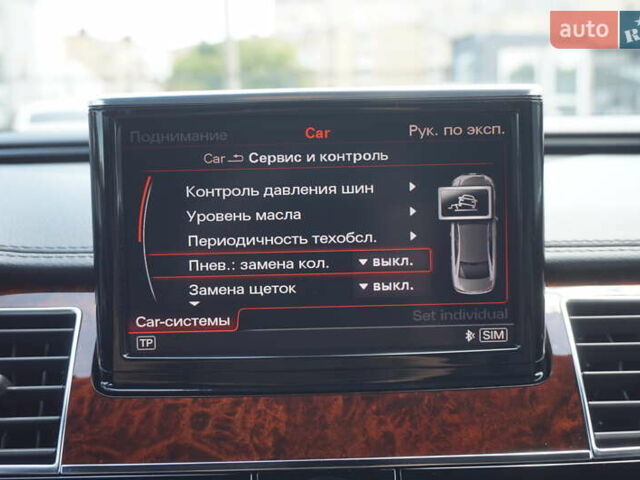 auto
Поднимание Car Рук. по эксп.
Car Сервис и контроль
Контроль давления шин
Уровень масла
Периодичность техобсл.
Пнев.: замена кол. выкл.
Замена щеток выкл.
Car-системы Set individual
TP SIM